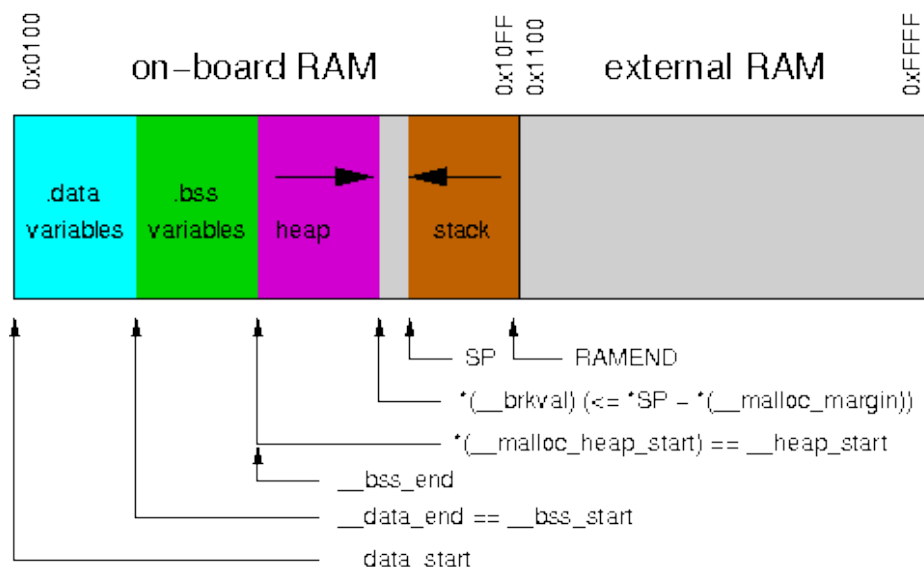 0x0100
on-board RAM
0x10FF
0x1100
external RAM
0xFFFF
.data
variables
.bss
variables
heap
stack
SP
RAMEND
*(__brkval) (<= *SP - *(__malloc_margin))
*(__malloc_heap_start) == __heap_start
__bss_end
__data_end == __bss_start
__data_start